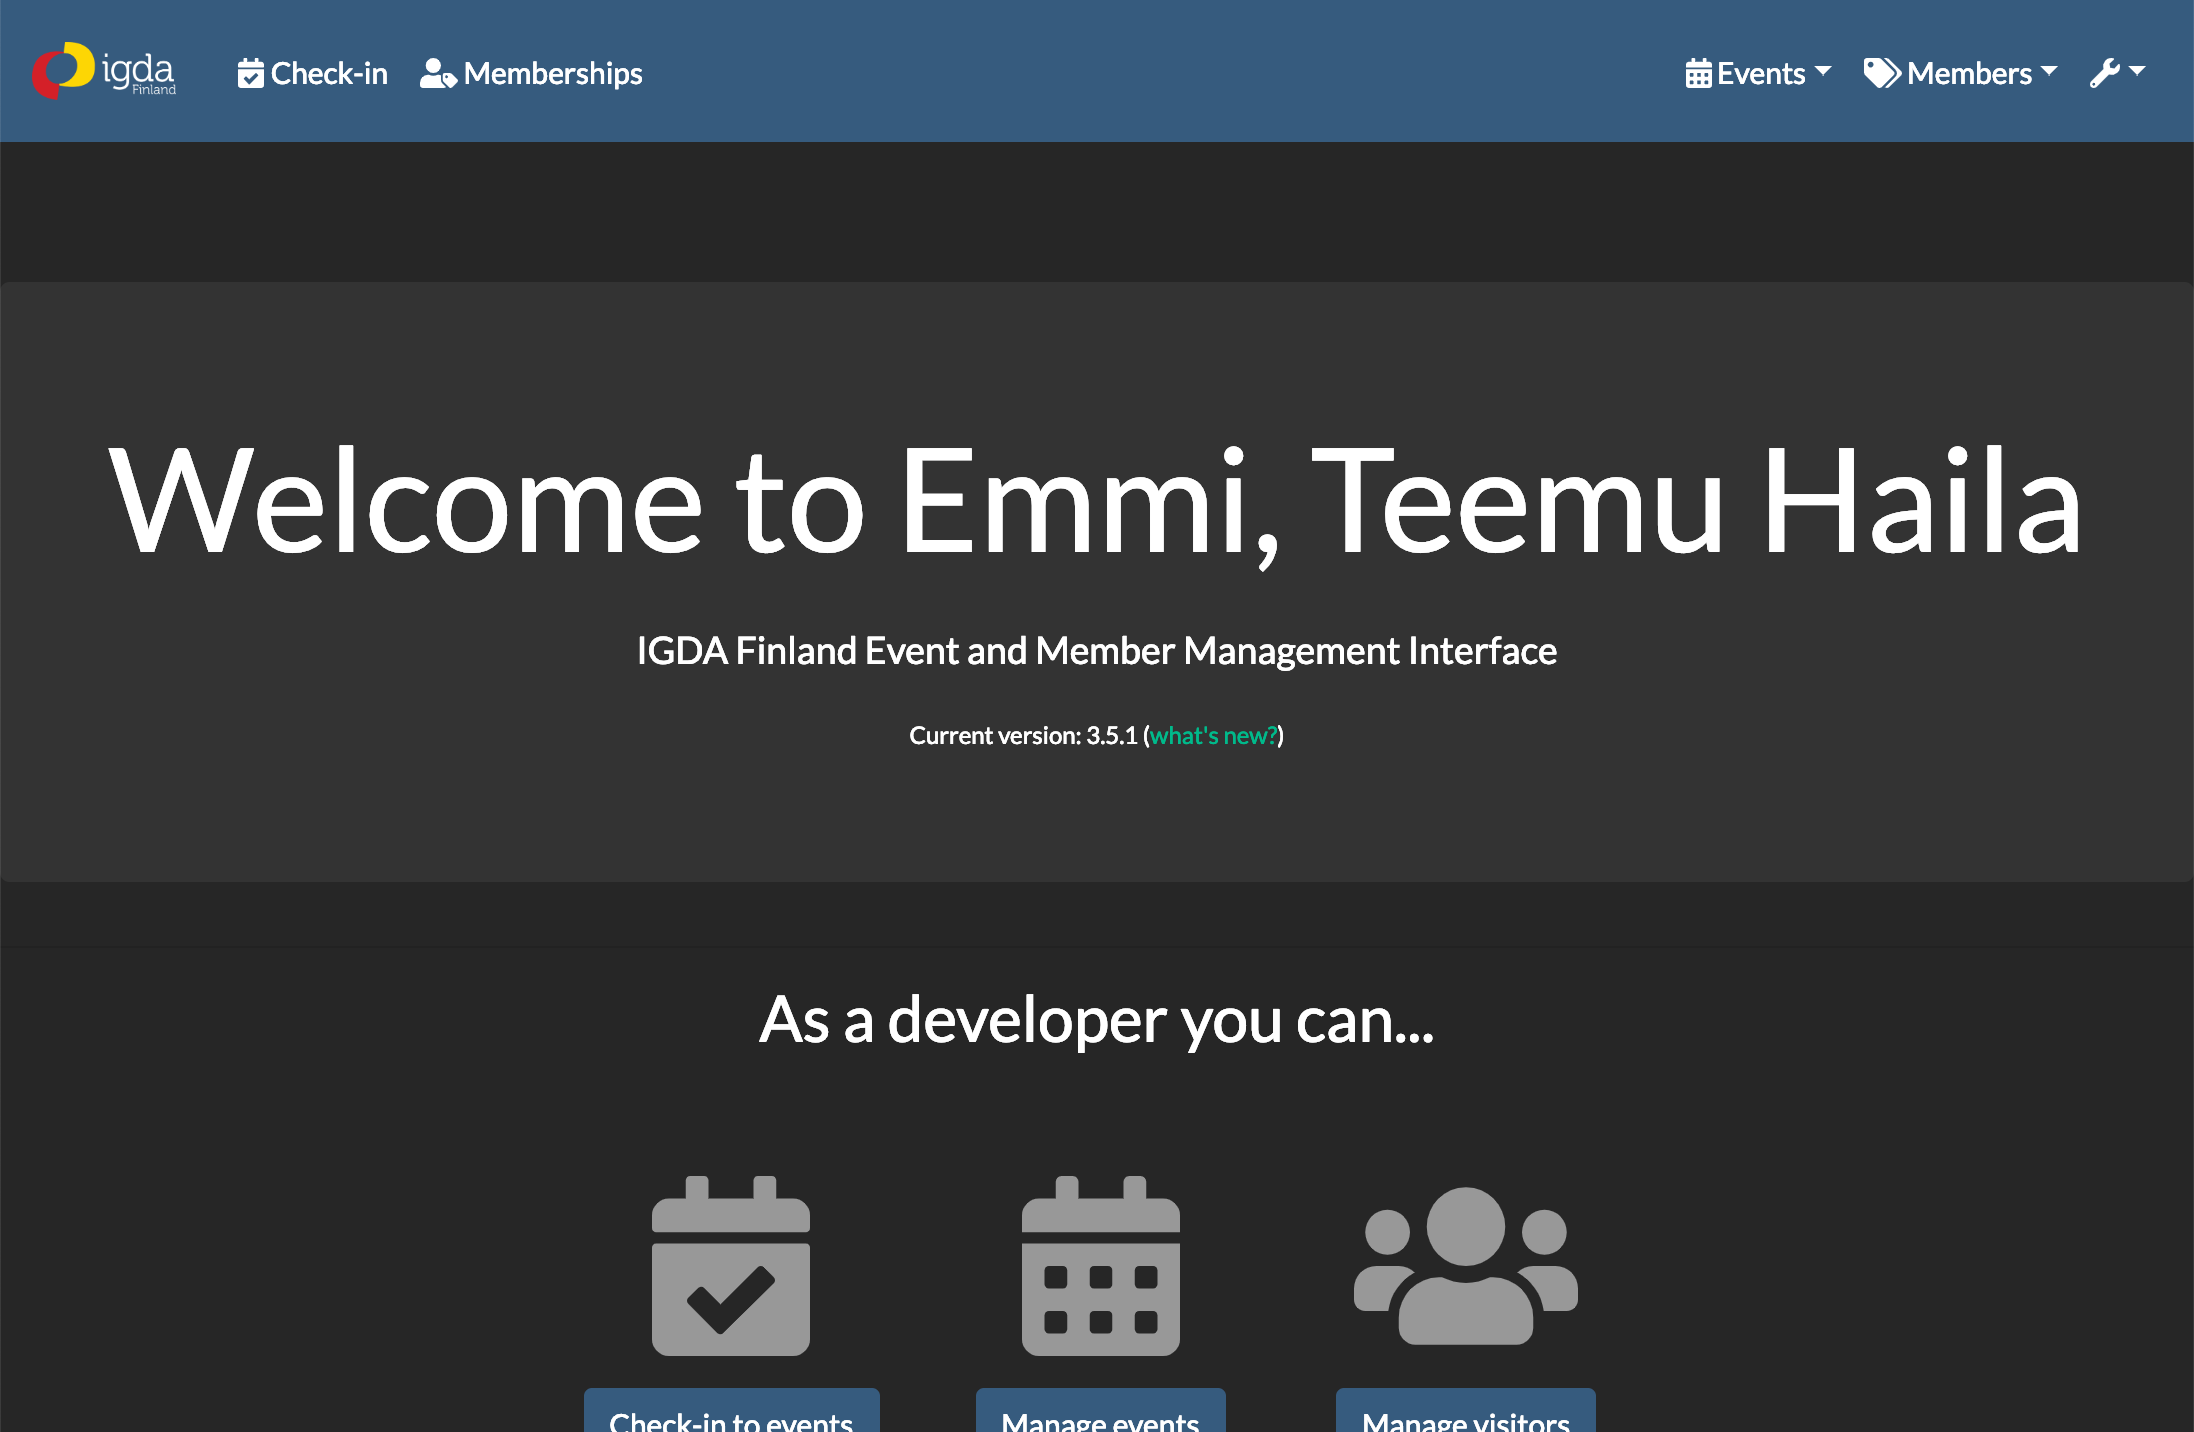 igda
Finland
Check-in
Memberships
Events
Members
Welcome to Emmi, Teemu Haila
IGDA Finland Event and Member Management Interface
Current version: 3.5.1 (what's new?)
As a developer you can...
Check-in to events
Manage events
Manage visitors